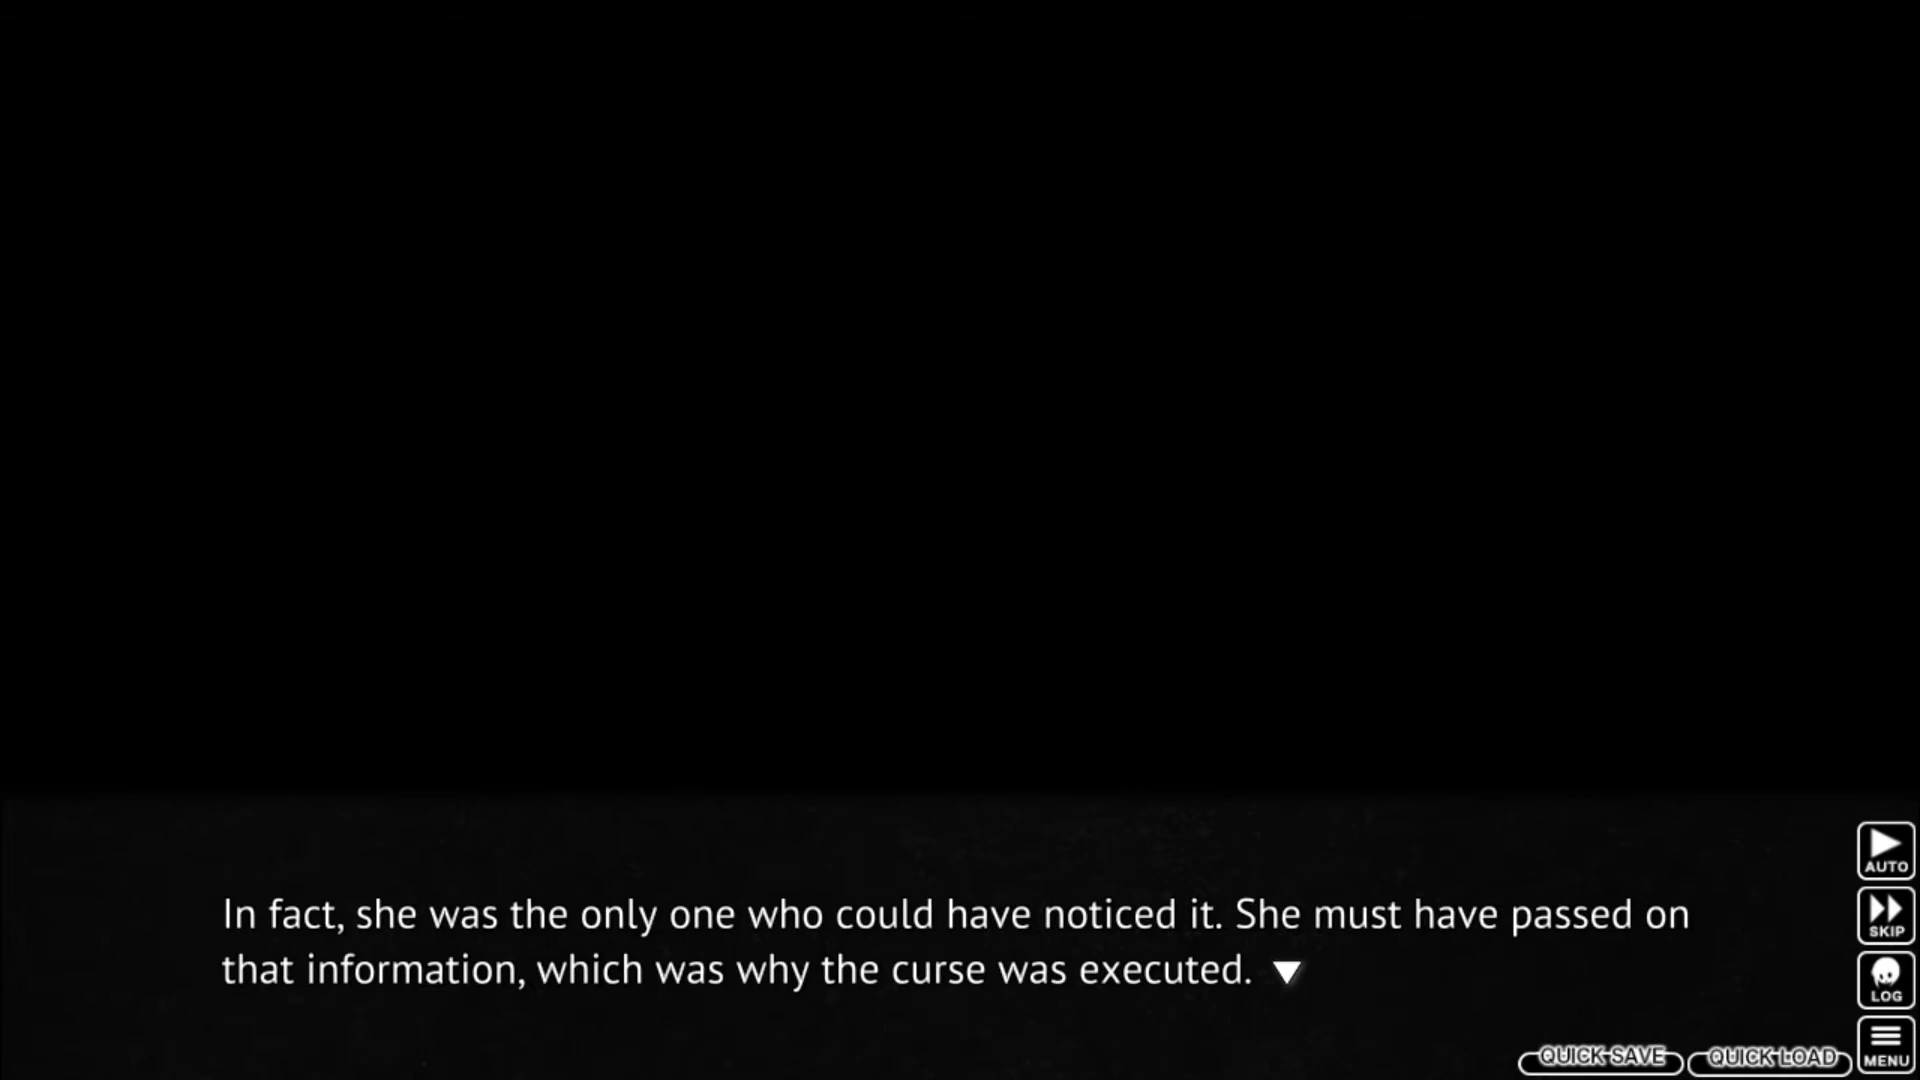 In fact, she was the only one who could have noticed it. She must have passed on
that information, which was why the curse was executed.
AUTO
SKIP
LOG
MENU
QUICK SAVE QUICK LOAD